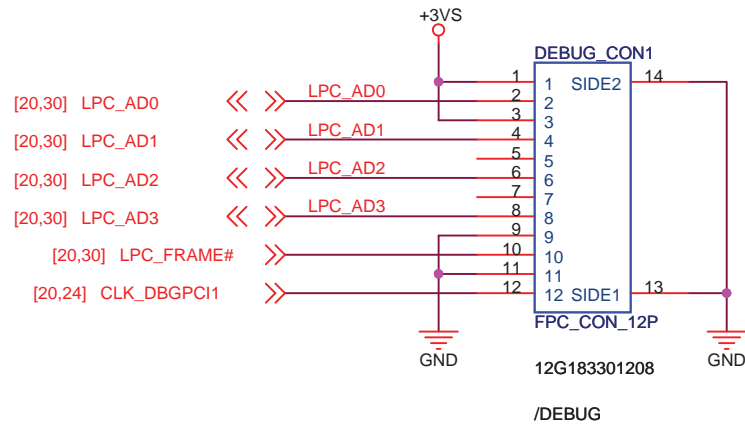 +3VS
DEBUG_CON1
1 1 SIDE2 14
[20,30] LPC_AD0 LPC_AD0 2 2
3 3
[20,30] LPC_AD1 LPC_AD1 4 4
5 5
[20,30] LPC_AD2 LPC_AD2 6 6
7 7
[20,30] LPC_AD3 LPC_AD3 8 8
9 9
[20,30] LPC_FRAME# 10 10
11 11
[20,24] CLK_DBGPCI1 12 12 SIDE1 13
FPC_CON_12P
GND GND
12G183301208
/DEBUG